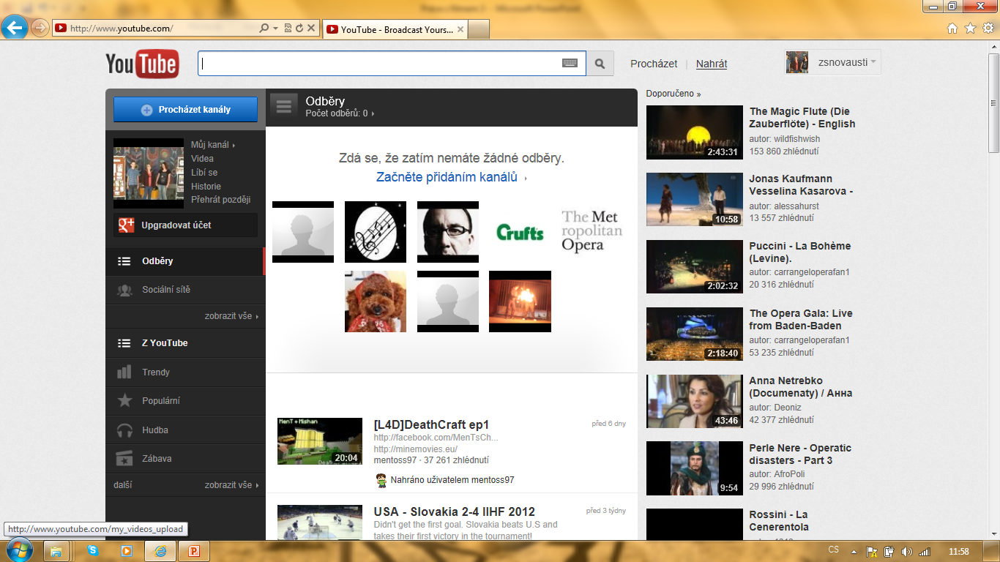 http://www.youtube.com/
YouTube - Broadcast Yours...
YouTube
Procházet
Nahrát
zsnovausti
Procházet kanály
Můj kanál
Videa
Líbí se
Historie
Přehrát později
Upgradovat účet
Odběry
Sociální sítě
zobrazit vše
Z YouTube
Trendy
Populární
Hudba
Zábava
další
zobrazit vše
http://www.youtube.com/my_videos_upload
Odběry
Počet odběrů: 0
Zdá se, že zatím nemáte žádné odběry.
Začněte přidáním kanálů
Crufts
The Met
ropolitan
Opera
MenT + Mishan
20:04
[L4D]DeathCraft ep1
před 6 dny
http://facebook.com/MenTsCh...
http://minemovies.eu/
mentoss97 · 37 261 zhlédnutí
Nahráno uživatelem mentoss97
USA - Slovakia 2-4 IIHF 2012
před 3 týdny
Didn't get the first goal. Slovakia beats U.S and
takes their first victory in the tournament!
Doporučeno »
2:43:31
The Magic Flute (Die
Zauberflöte) - English
autor: wildfishwish
153 860 zhlédnutí
10:58
Jonas Kaufmann
Vesselina Kasarova -
autor: alessahurst
13 557 zhlédnutí
2:02:32
Puccini - La Bohème
(Levine).
autor: carrangeloperafan1
20 316 zhlédnutí
2:18:40
The Opera Gala: Live
from Baden-Baden
autor: carrangeloperafan1
53 235 zhlédnutí
43:46
Anna Netrebko
(Documenaty) / Анна
autor: Deoniz
42 377 zhlédnutí
9:54
Perle Nere - Operatic
disasters - Part 3
autor: AfroPoli
29 996 zhlédnutí
Rossini - La
Cenerentola
CS
11:58